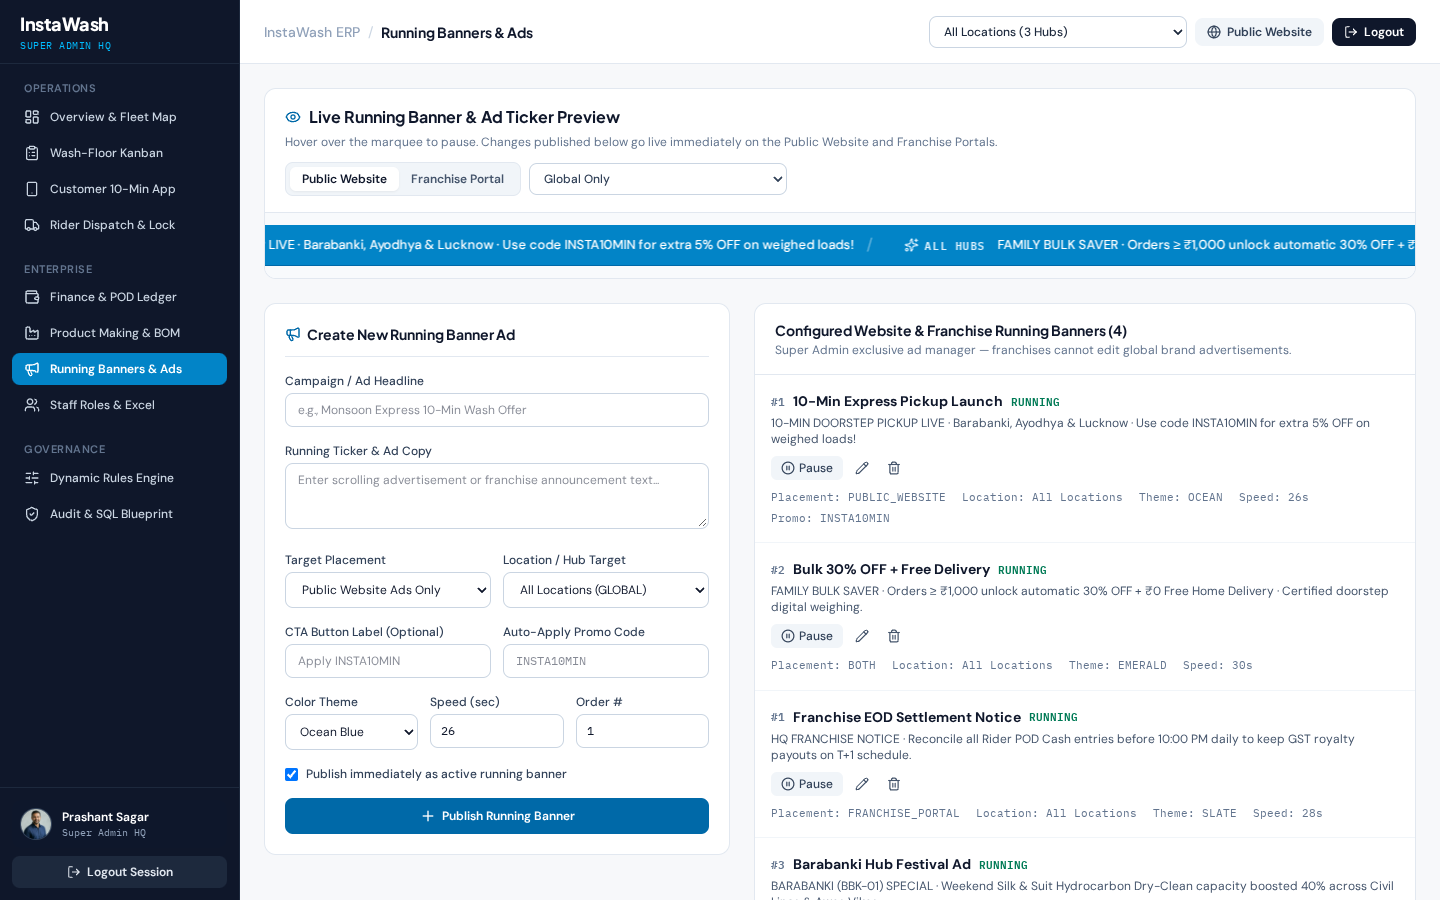 InstaWash
SUPER ADMIN HQ
OPERATIONS
Overview & Fleet Map
Wash-Floor Kanban
Customer 10-Min App
Rider Dispatch & Lock
ENTERPRISE
Finance & POD Ledger
Product Making & BOM
Running Banners & Ads
Staff Roles & Excel
GOVERNANCE
Dynamic Rules Engine
Audit & SQL Blueprint
Prashant Sagar
Super Admin HQ
Logout Session
InstaWash ERP / Running Banners & Ads
All Locations (3 Hubs)
Public Website
Logout
Live Running Banner & Ad Ticker Preview
Hover over the marquee to pause. Changes published below go live immediately on the Public Website and Franchise Portals.
Public Website
Franchise Portal
Global Only
LIVE · Barabanki, Ayodhya & Lucknow · Use code INSTA10MIN for extra 5% OFF on weighed loads! / ALL HUBS FAMILY BULK SAVER · Orders ≥ ₹1,000 unlock automatic 30% OFF + ₹
Create New Running Banner Ad
Campaign / Ad Headline
e.g., Monsoon Express 10-Min Wash Offer
Running Ticker & Ad Copy
Enter scrolling advertisement or franchise announcement text...
Target Placement
Location / Hub Target
Public Website Ads Only
All Locations (GLOBAL)
CTA Button Label (Optional)
Auto-Apply Promo Code
Apply INSTA10MIN
INSTA10MIN
Color Theme
Speed (sec)
Order #
Ocean Blue
26
1
Publish immediately as active running banner
Publish Running Banner
Configured Website & Franchise Running Banners (4)
Super Admin exclusive ad manager — franchises cannot edit global brand advertisements.
#1 10-Min Express Pickup Launch RUNNING
10-MIN DOORSTEP PICKUP LIVE · Barabanki, Ayodhya & Lucknow · Use code INSTA10MIN for extra 5% OFF on
weighed loads!
Pause
Placement: PUBLIC_WEBSITE Location: All Locations Theme: OCEAN Speed: 26s
Promo: INSTA10MIN
#2 Bulk 30% OFF + Free Delivery RUNNING
FAMILY BULK SAVER · Orders ≥ ₹1,000 unlock automatic 30% OFF + ₹0 Free Home Delivery · Certified doorstep
digital weighing.
Pause
Placement: BOTH Location: All Locations Theme: EMERALD Speed: 30s
#1 Franchise EOD Settlement Notice RUNNING
HQ FRANCHISE NOTICE · Reconcile all Rider POD Cash entries before 10:00 PM daily to keep GST royalty
payouts on T+1 schedule.
Pause
Placement: FRANCHISE_PORTAL Location: All Locations Theme: SLATE Speed: 28s
#3 Barabanki Hub Festival Ad RUNNING
BARABANKI (BBK-01) SPECIAL · Weekend Silk & Suit Hydrocarbon Dry-Clean capacity boosted 40% across Civil